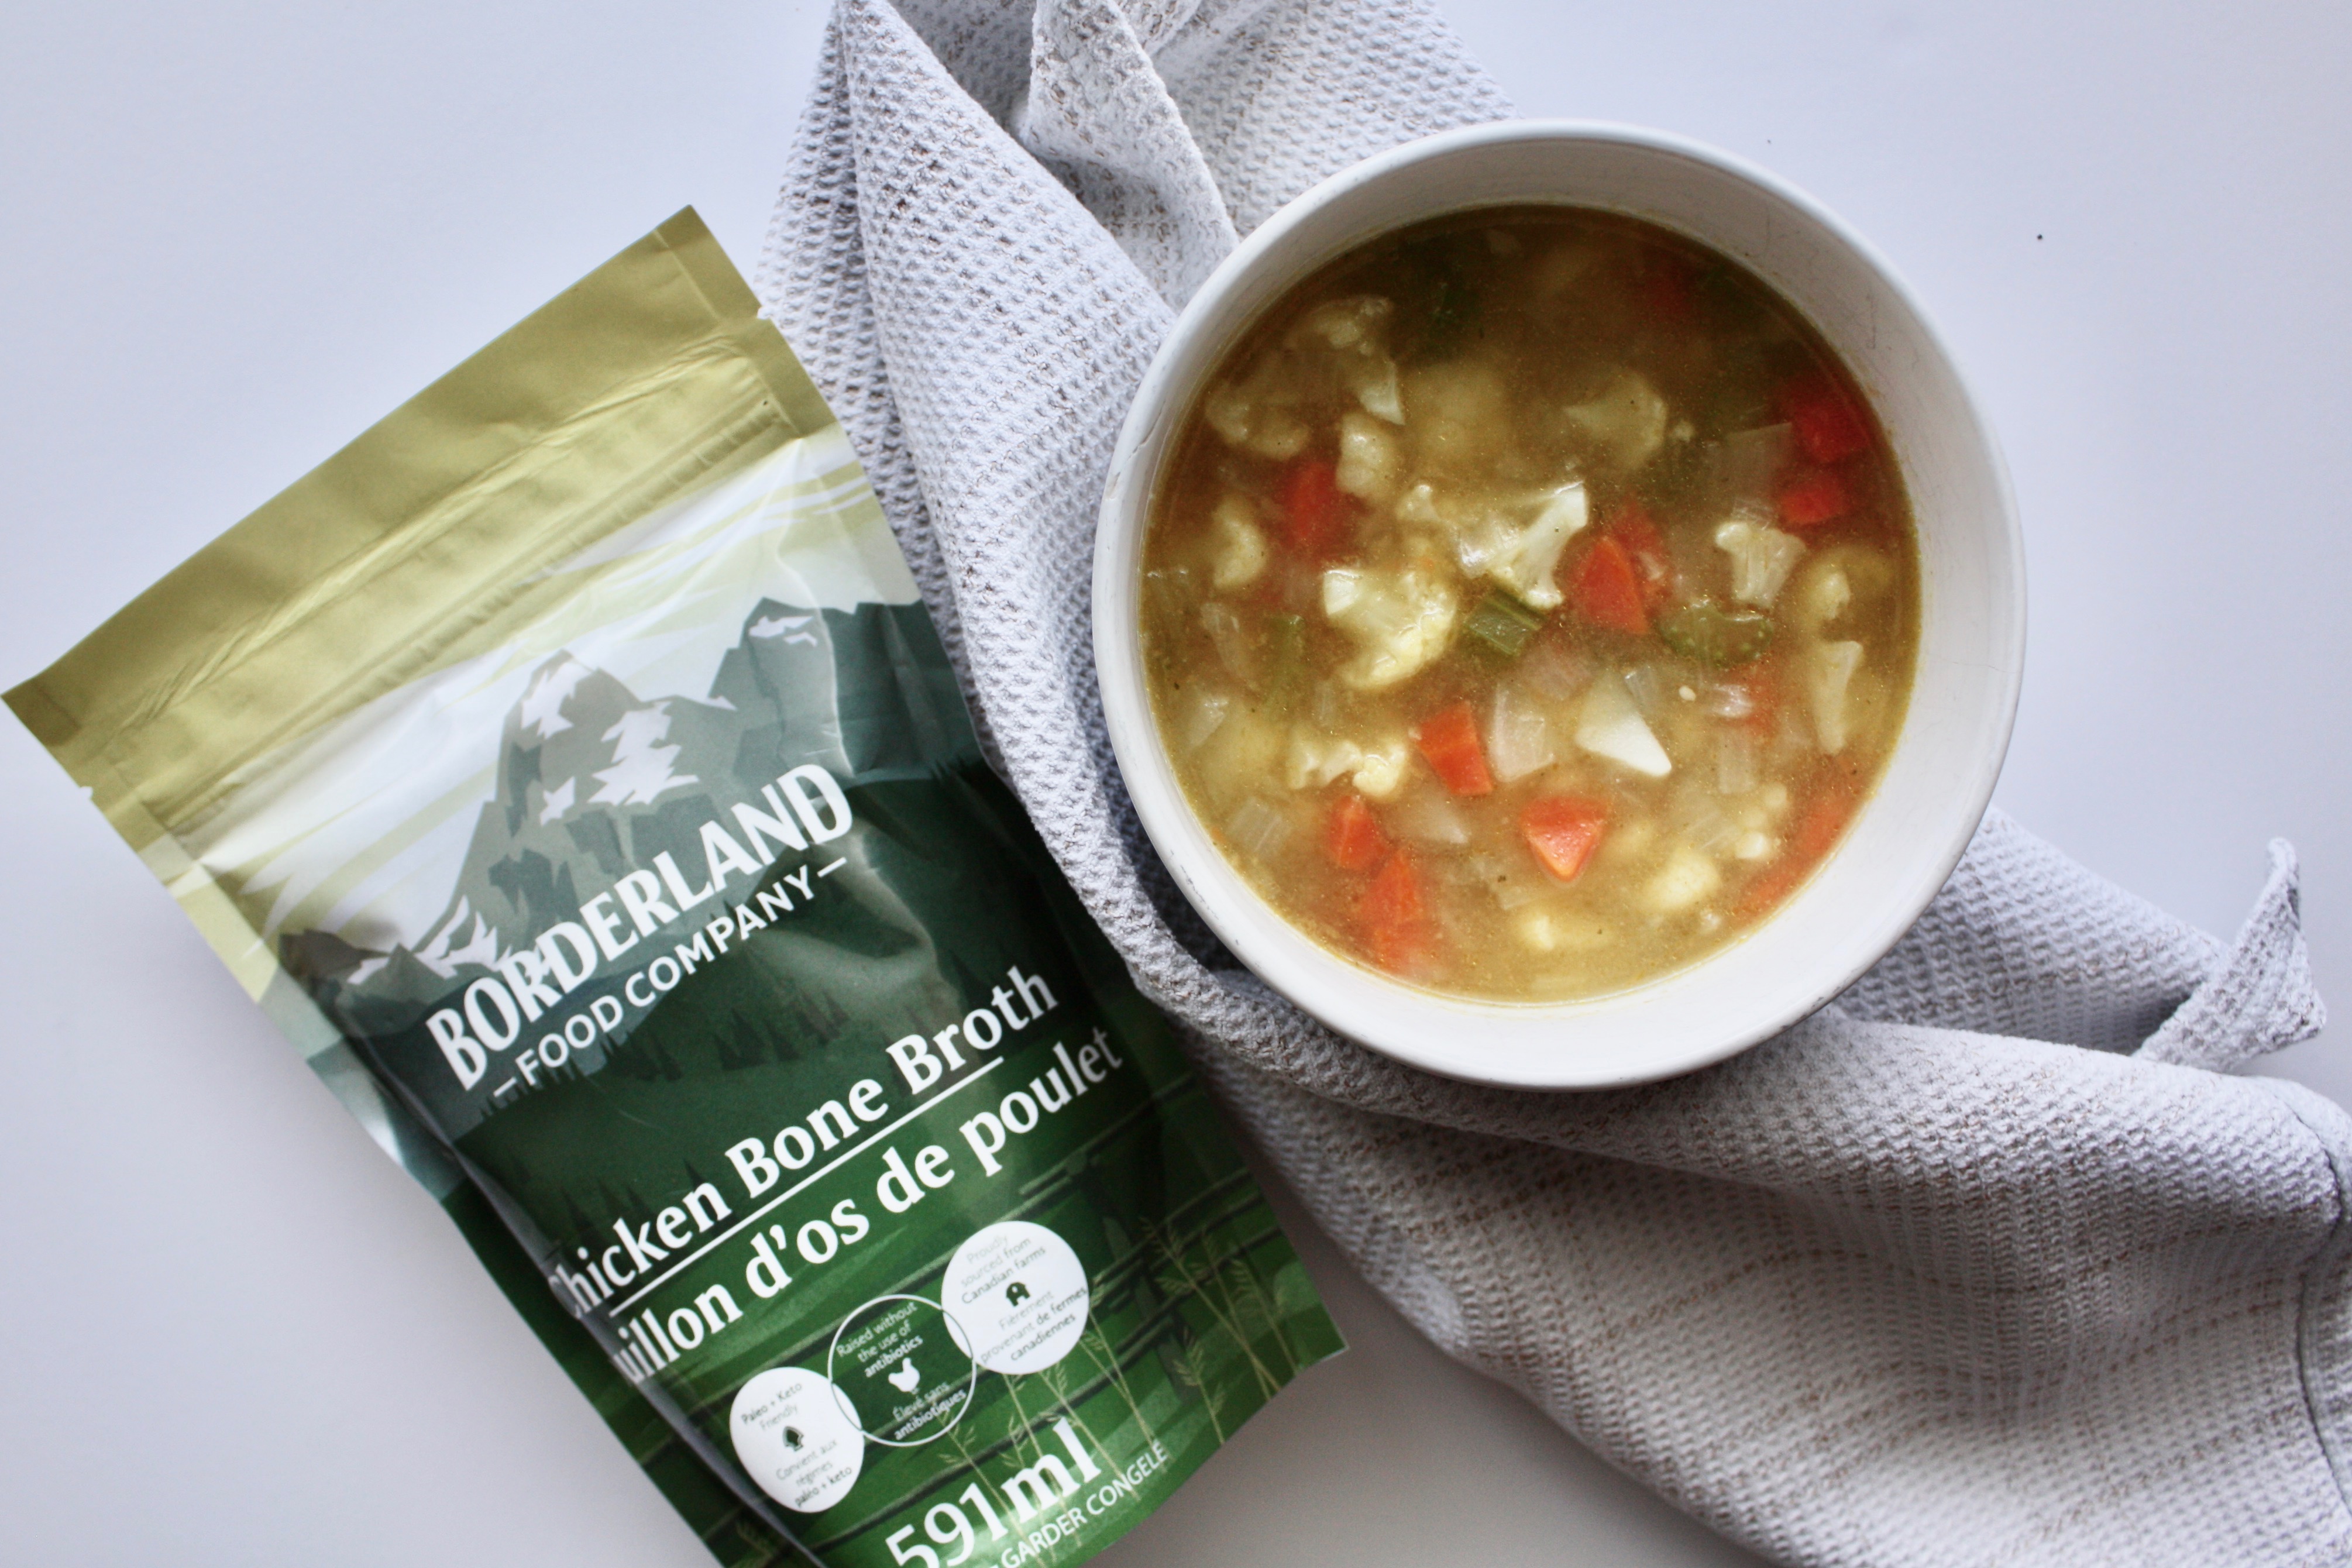 BORDERLAND
FOOD COMPANY
Chicken Bone Broth
uillon d'os de poulet
Paleo + Keto
Friendly
Convient aux
régimes
paléo + keto
Raised without
the use of
antibiotics
Élevé sans
antibiotiques
Proudly
sourced from
Canadian farms
Fièrement
provenant de fermes
canadiennes
591 ml
GARDER CONGELÉ